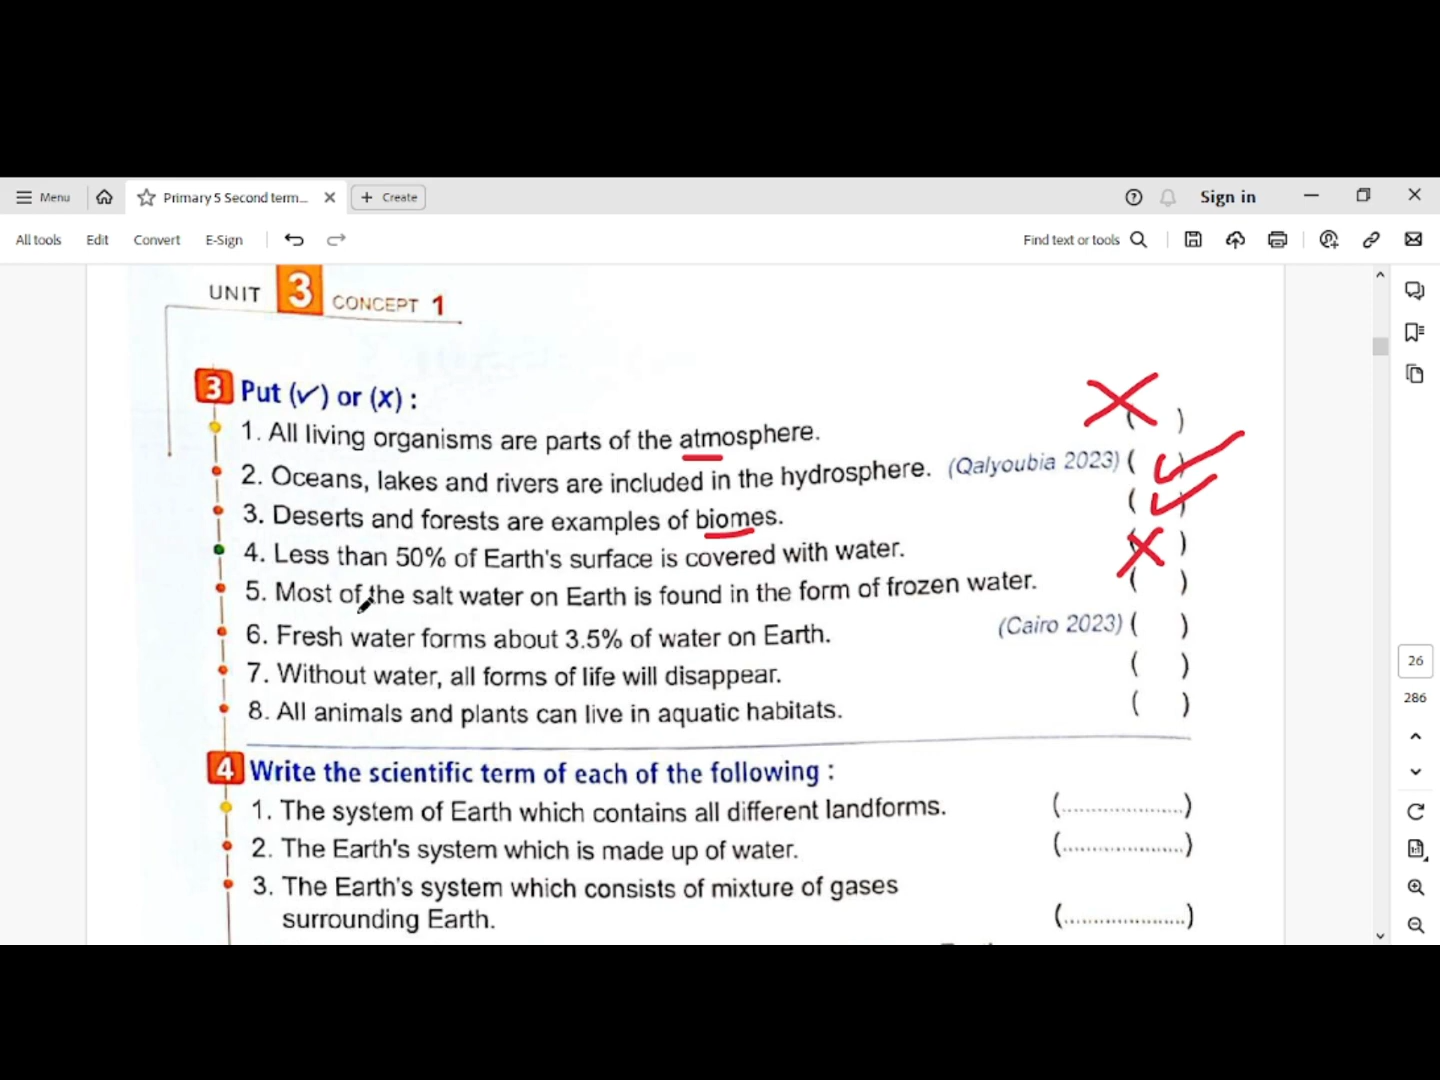 Menu
Primary 5 Second term...
Create
Sign in
All tools
Edit
Convert
E-Sign
Find text or tools
UNIT 3 CONCEPT 1
3 Put (✓) or (x) :
1. All living organisms are parts of the atmosphere. ( )
2. Oceans, lakes and rivers are included in the hydrosphere. (Qalyoubia 2023) ( )
3. Deserts and forests are examples of biomes. ( )
4. Less than 50% of Earth's surface is covered with water. ( )
5. Most of the salt water on Earth is found in the form of frozen water. ( )
6. Fresh water forms about 3.5% of water on Earth. (Cairo 2023) ( )
7. Without water, all forms of life will disappear. ( )
8. All animals and plants can live in aquatic habitats. ( )
4 Write the scientific term of each of the following :
1. The system of Earth which contains all different landforms. (....................)
2. The Earth's system which is made up of water. (....................)
3. The Earth's system which consists of mixture of gases
surrounding Earth. (....................)
26
286